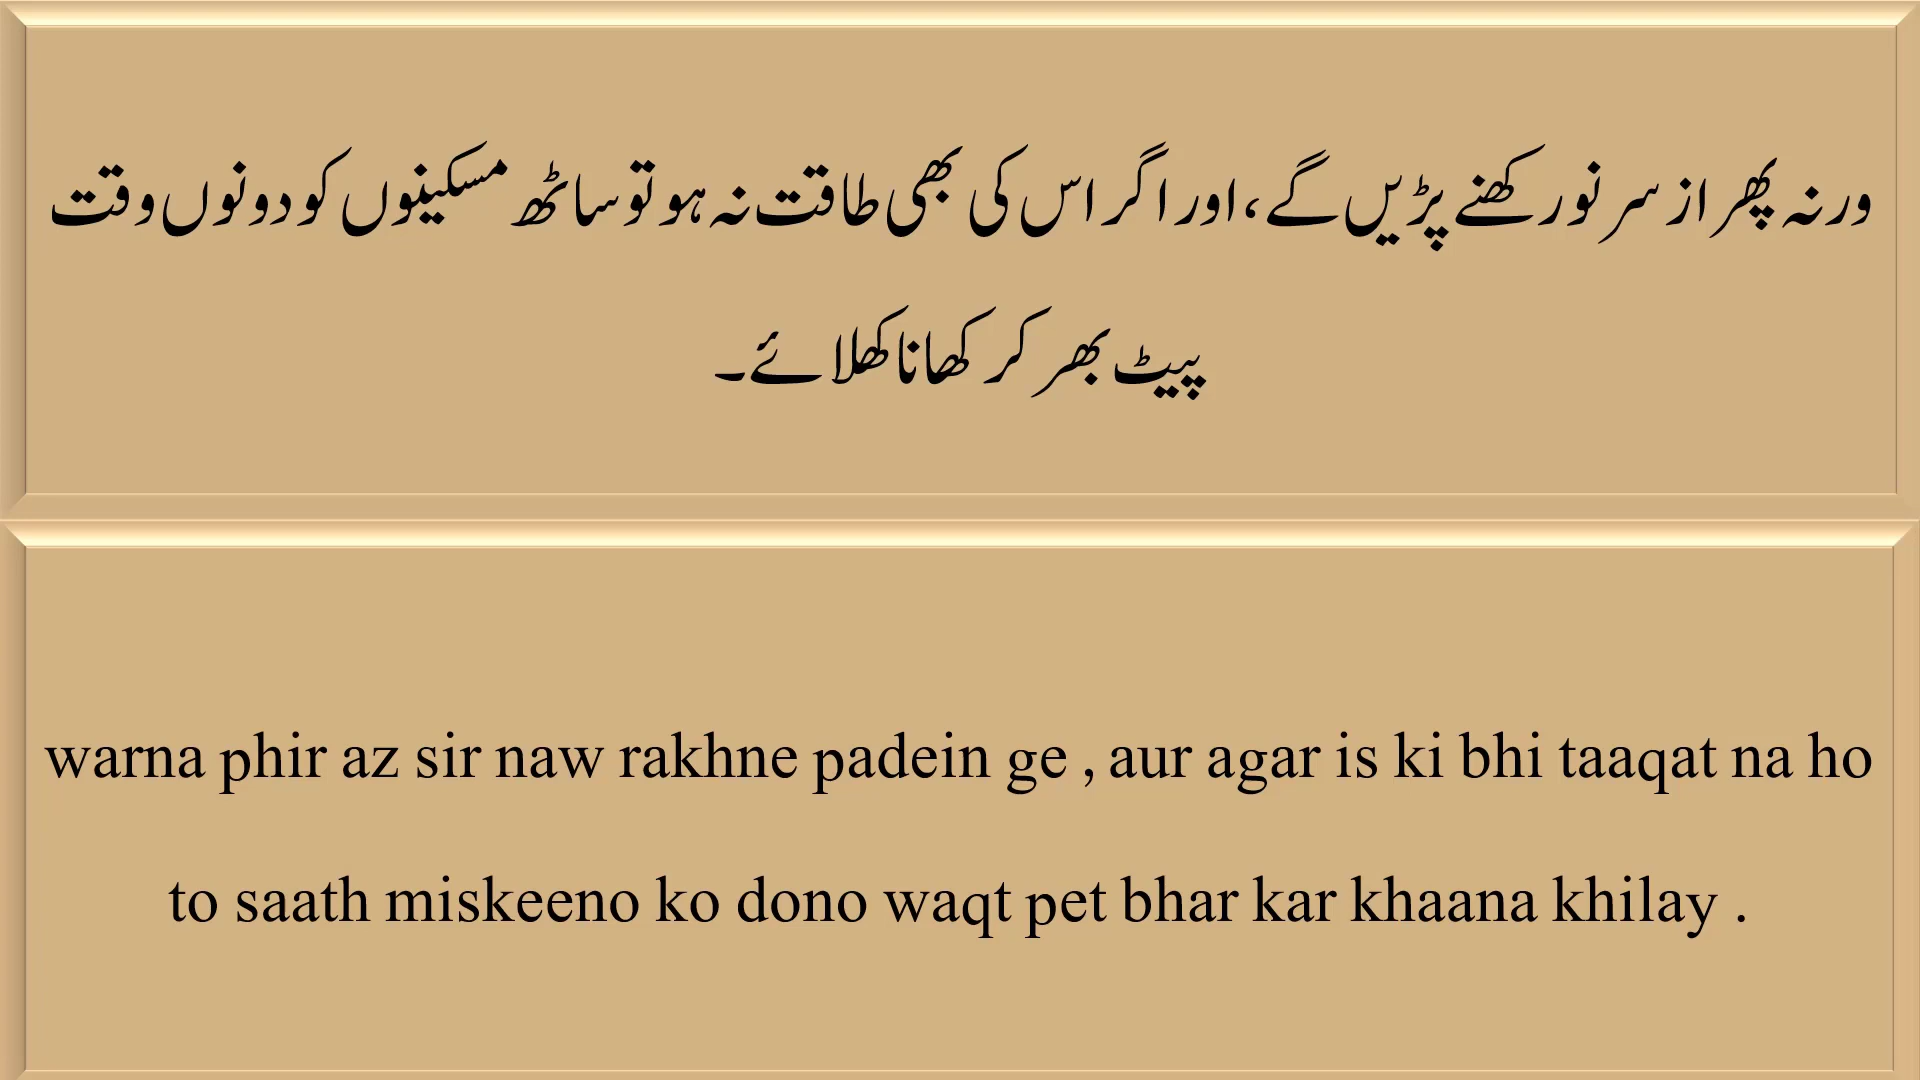 ورنہ پھر از سر نو رکھنے پڑیں گے، اور اگر اس کی بھی طاقت نہ ہو تو ساٹھ مسکینوں کو دونوں وقت
پیٹ بھر کر کھانا کھلائے۔
warna phir az sir naw rakhne padein ge , aur agar is ki bhi taaqat na ho
to saath miskeeno ko dono waqt pet bhar kar khaana khilay .